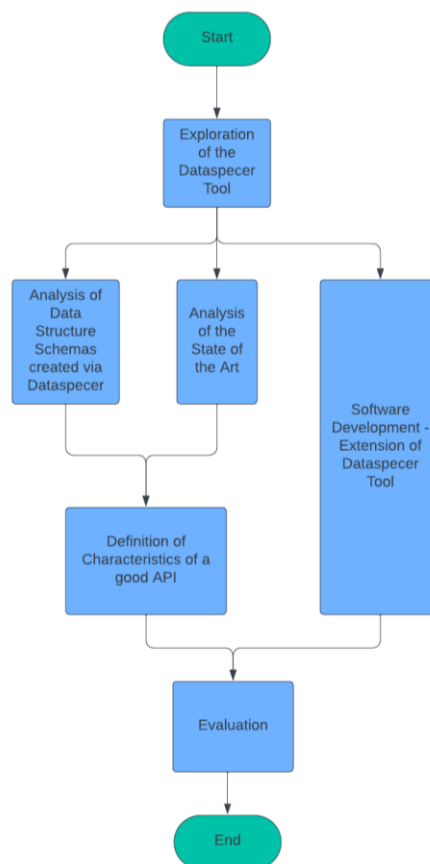 Start
Exploration
of the
Dataspecer
Tool
Analysis of
Data
Structure
Schemas
created via
Dataspecer
Analysis
of the
State of
the Art
Software
Development -
Extension of
Dataspecer
Tool
Definition of
Characteristics of a
good API
Evaluation
End